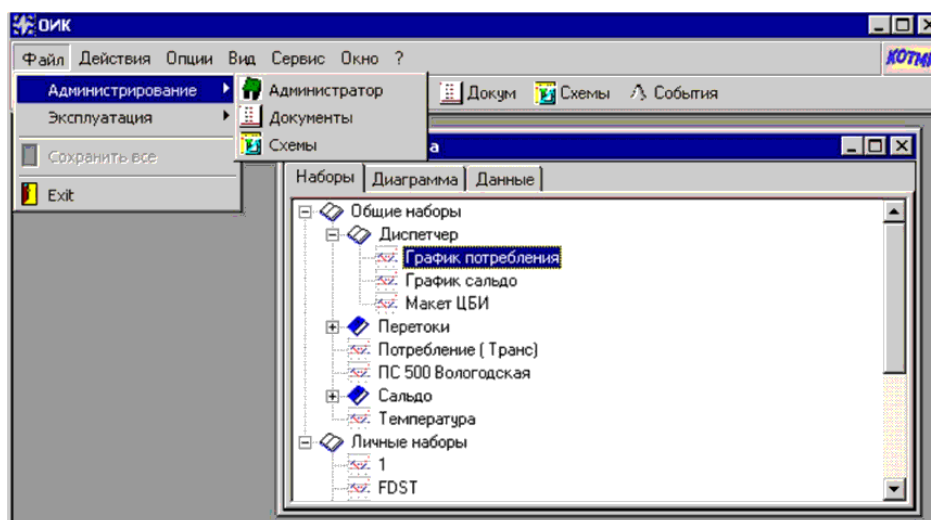 ОИК
Файл Действия Опции Вид Сервис Окно ?
Администрирование
Эксплуатация
Сохранить все
Exit
Администратор
Документы
Схемы
Докум Схемы События
а
Наборы Диаграмма Данные
Общие наборы
Диспетчер
График потребления
График сальдо
Макет ЦБИ
Перетоки
Потребление ( Транс)
ПС 500 Вологодская
Сальдо
Температура
Личные наборы
1
FDST